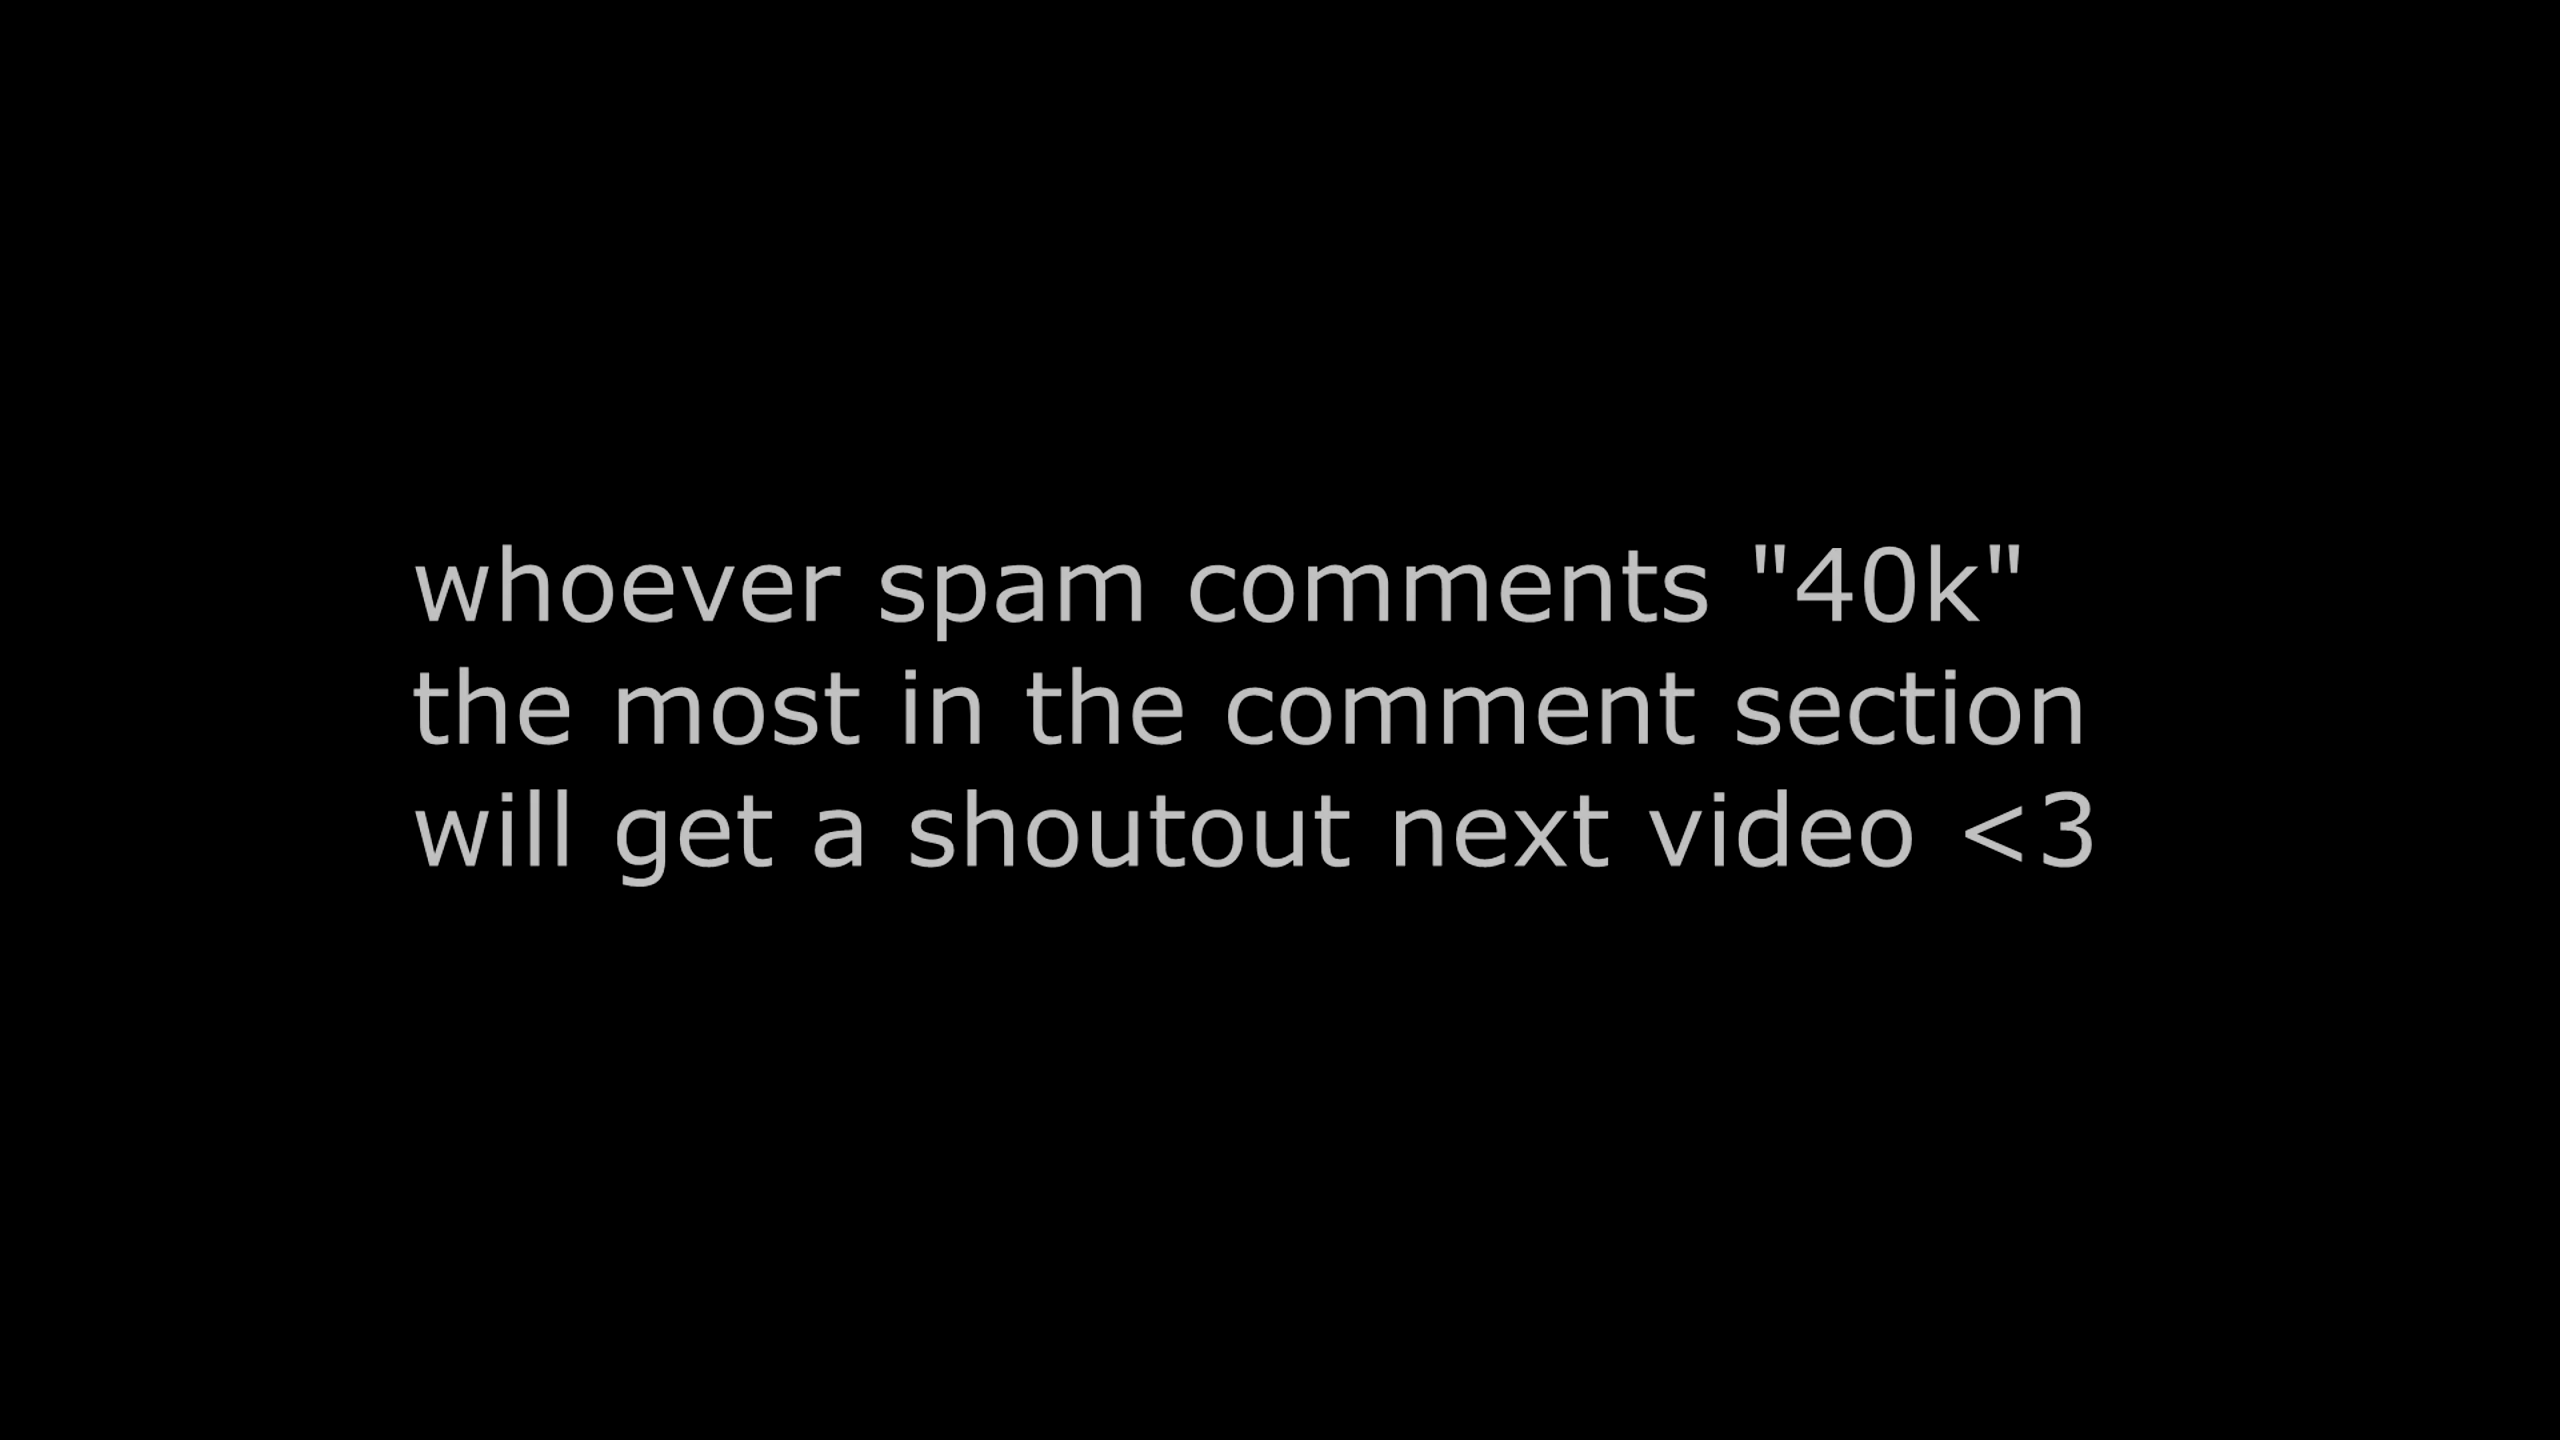 whoever spam comments "40k"
the most in the comment section
will get a shoutout next video <3